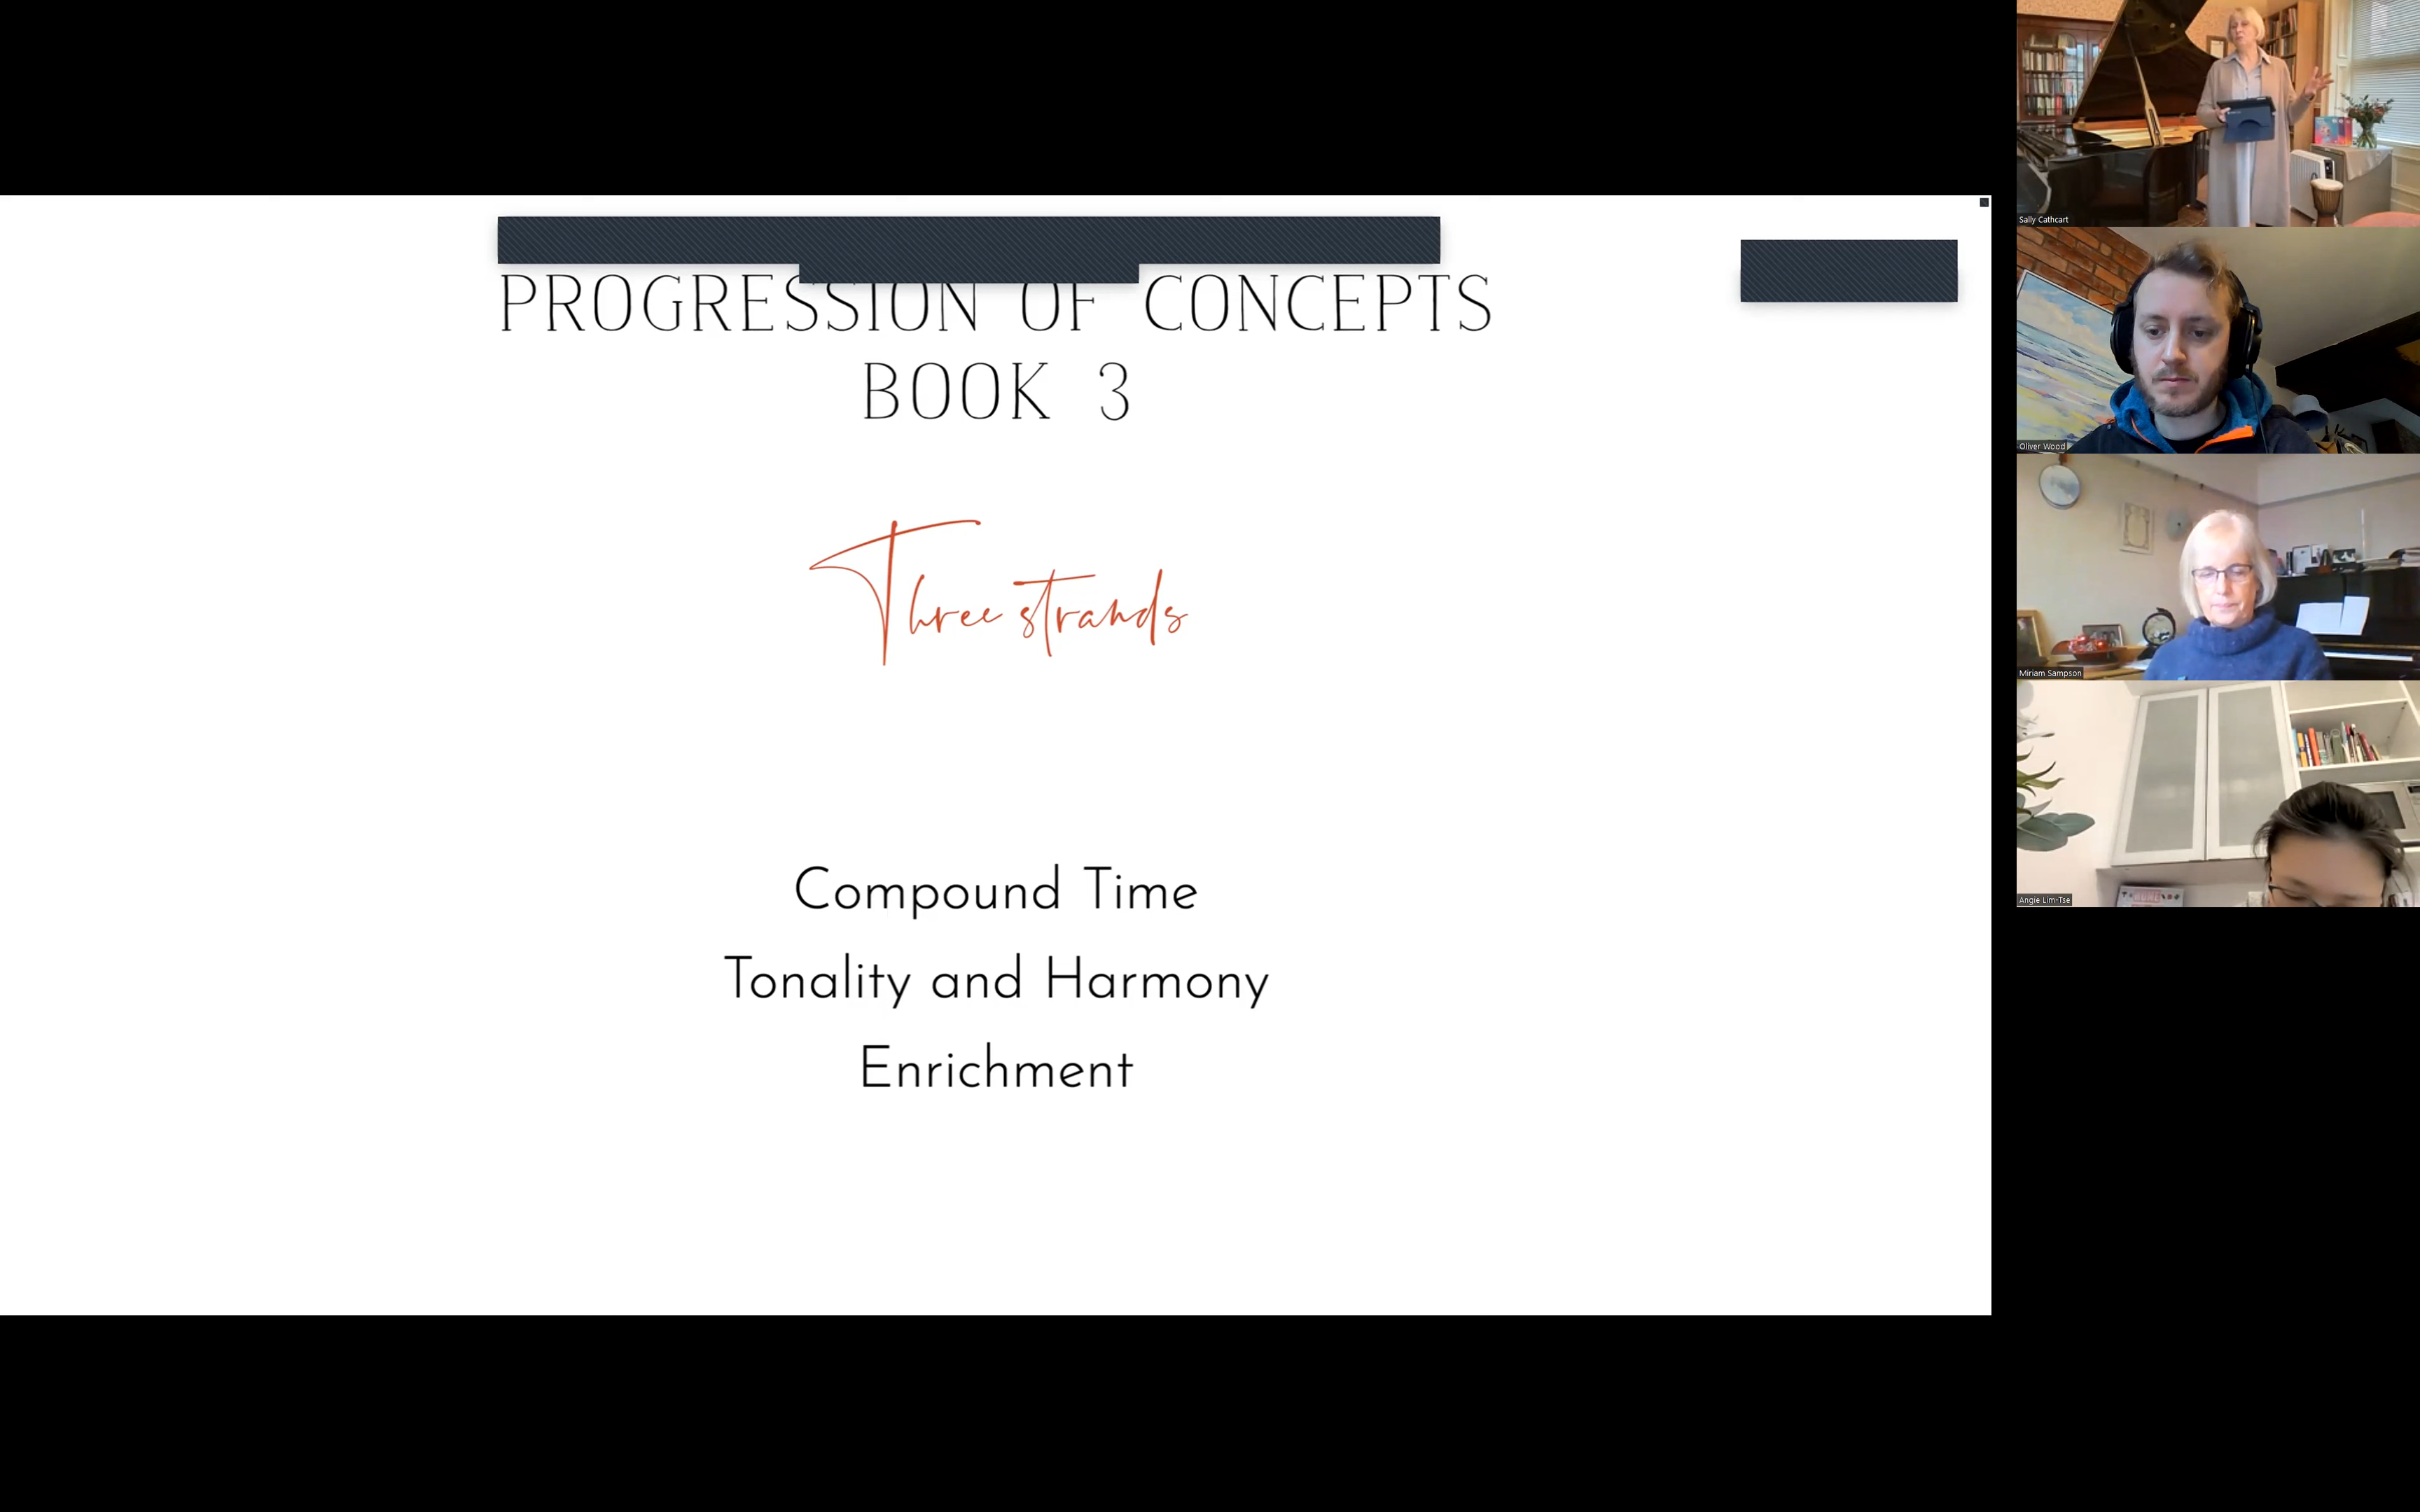 PROGRESSION OF CONCEPTS
BOOK 3
Three strands
Compound Time
Tonality and Harmony
Enrichment
Sally Cathcart
Oliver Wood
Miriam Sampson
Angie Lim-Tse